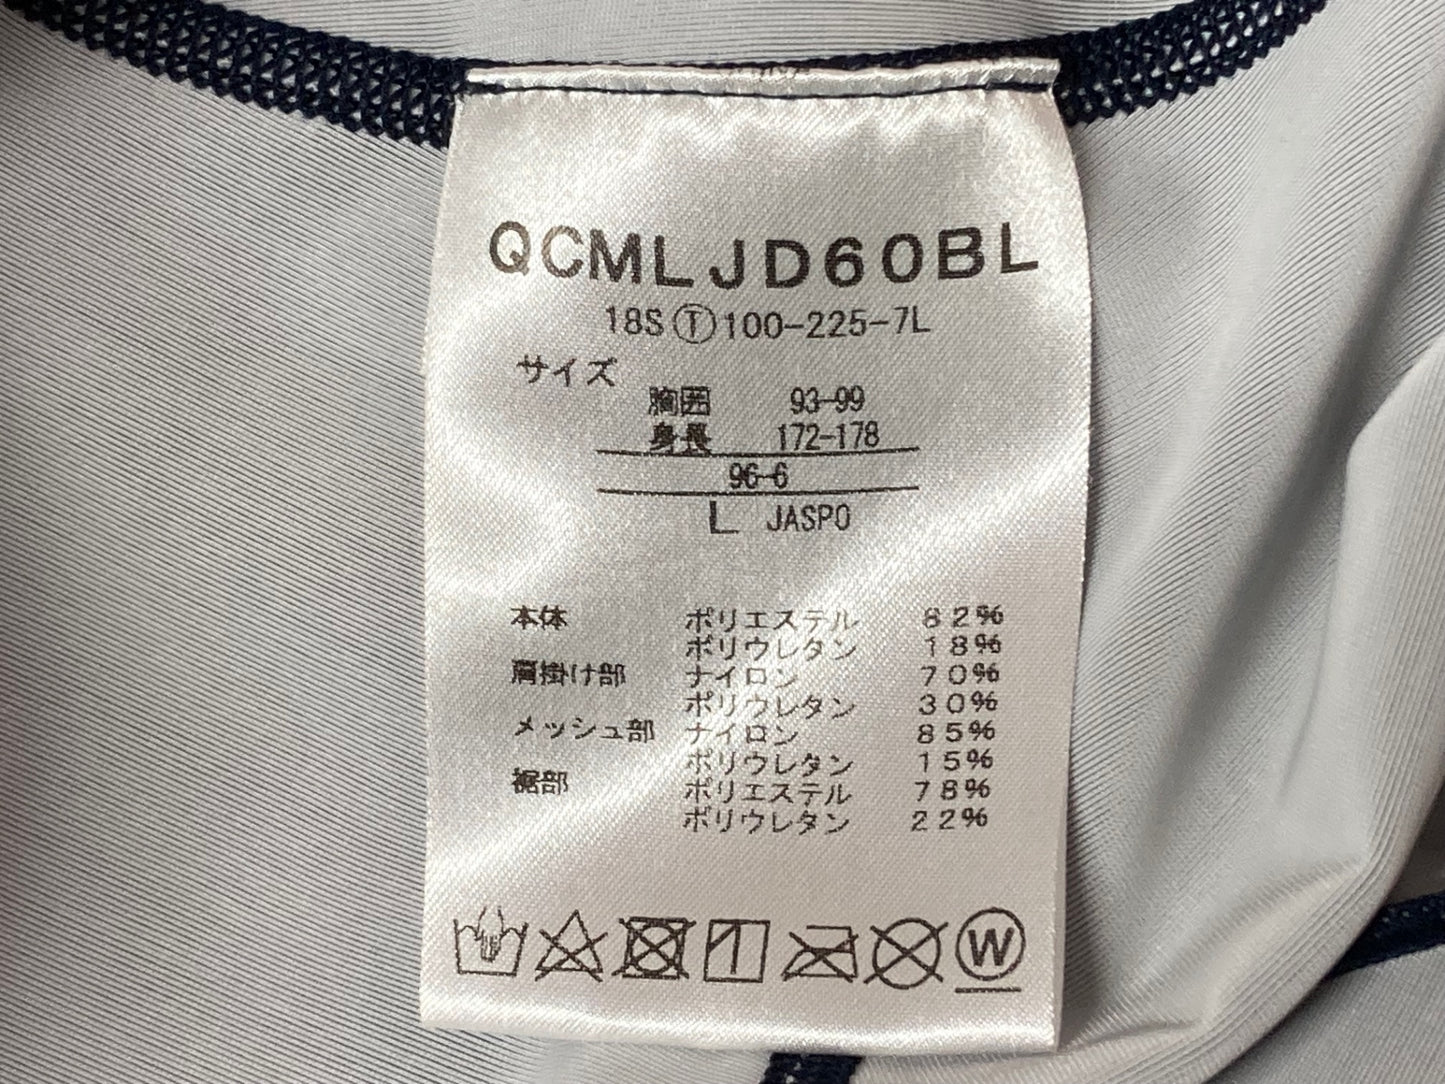 QCMLJD60BL
18SⓉ100-225-7L
サイズ
胸囲 93-99
身長 172-178
96-6
L JASPO
本体 ポリエステル 82%
ポリウレタン 18%
肩掛け部 ナイロン 70%
ポリウレタン 30%
メッシュ部 ナイロン 85%
ポリウレタン 15%
裾部 ポリエステル 78%
ポリウレタン 22%
W